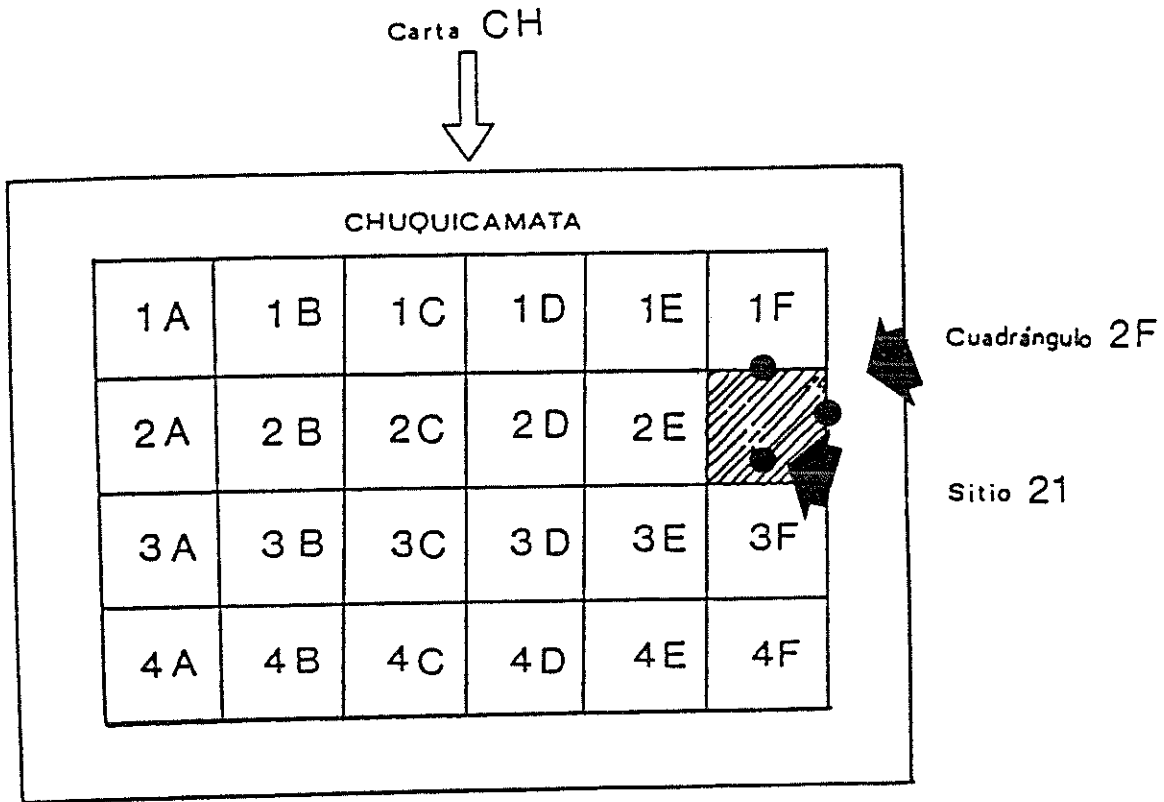 Carta CH
CHUQUICAMATA
1A 1B 1C 1D 1E 1F
Cuadrángulo 2F
2A 2B 2C 2D 2E
Sitio 21
3A 3B 3C 3D 3E 3F
4A 4B 4C 4D 4E 4F